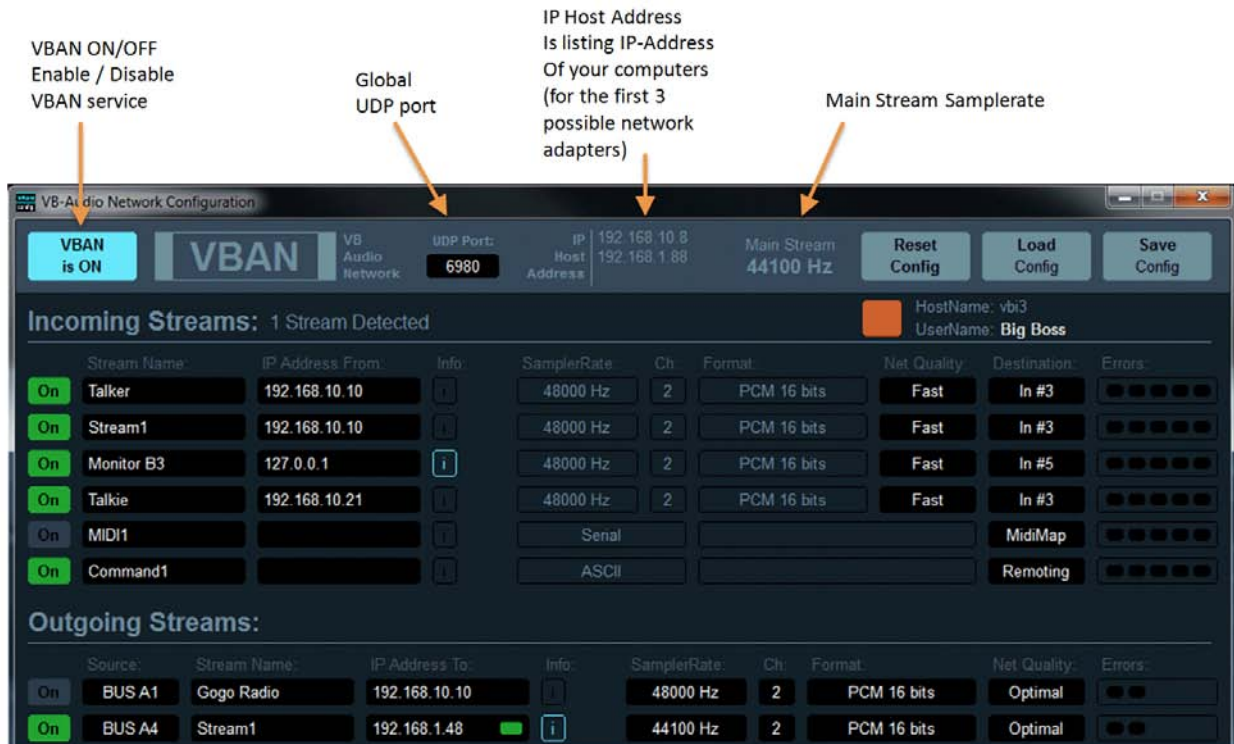 VBAN ON/OFF
Enable / Disable
VBAN service
Global
UDP port
IP Host Address
Is listing IP-Address
Of your computers
(for the first 3
possible network
adapters)
Main Stream Samplerate
VB-Audio Network Configuration
VBAN
is ON
VBAN
VB
Audio
Network
UDP Port:
6980
IP
Host
Address
192.168.10.8
192.168.1.88
Main Stream
44100 Hz
Reset
Config
Load
Config
Save
Config
Incoming Streams: 1 Stream Detected
HostName: vbi3
UserName: Big Boss
Stream Name: IP Address From: Info: SamplerRate: Ch: Format: Net Quality: Destination: Errors:
On Talker 192.168.10.10 i 48000 Hz 2 PCM 16 bits Fast In #3
On Stream1 192.168.10.10 i 48000 Hz 2 PCM 16 bits Fast In #3
On Monitor B3 127.0.0.1 i 48000 Hz 2 PCM 16 bits Fast In #5
On Talkie 192.168.10.21 i 48000 Hz 2 PCM 16 bits Fast In #3
On MIDI1 i Serial MidiMap
On Command1 i ASCII Remoting
Outgoing Streams:
Source: Stream Name: IP Address To: Info: SamplerRate: Ch: Format: Net Quality: Errors:
On BUS A1 Gogo Radio 192.168.10.10 i 48000 Hz 2 PCM 16 bits Optimal
On BUS A4 Stream1 192.168.1.48 i 44100 Hz 2 PCM 16 bits Optimal